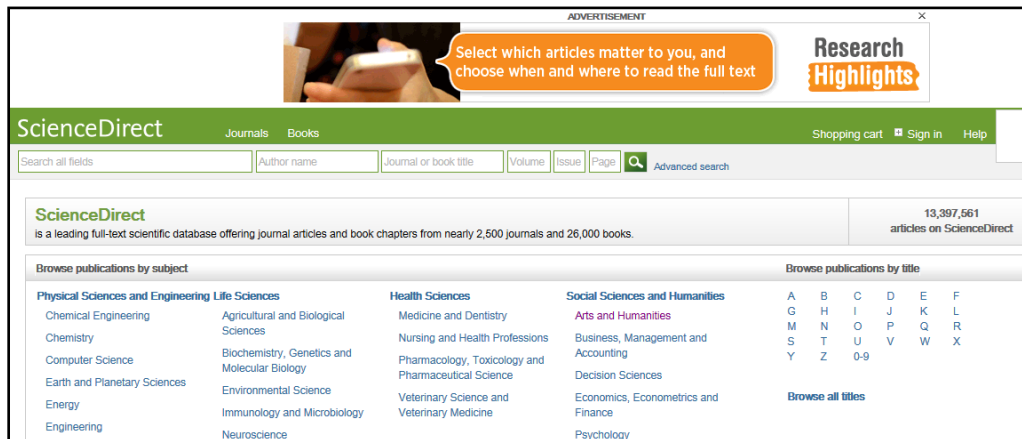 ADVERTISEMENT
×
Select which articles matter to you, and
choose when and where to read the full text
Research
Highlights
ScienceDirect
Journals
Books
Shopping cart
Sign in
Help
Search all fields
Author name
Journal or book title
Volume
Issue
Page
Advanced search
ScienceDirect
is a leading full-text scientific database offering journal articles and book chapters from nearly 2,500 journals and 26,000 books.
13,397,561
articles on ScienceDirect
Browse publications by subject
Physical Sciences and Engineering
Chemical Engineering
Chemistry
Computer Science
Earth and Planetary Sciences
Energy
Engineering
Life Sciences
Agricultural and Biological
Sciences
Biochemistry, Genetics and
Molecular Biology
Environmental Science
Immunology and Microbiology
Neuroscience
Health Sciences
Medicine and Dentistry
Nursing and Health Professions
Pharmacology, Toxicology and
Pharmaceutical Science
Veterinary Science and
Veterinary Medicine
Social Sciences and Humanities
Arts and Humanities
Business, Management and
Accounting
Decision Sciences
Economics, Econometrics and
Finance
Psychology
Browse publications by title
A B C D E F
G H I J K L
M N O P Q R
S T U V W X
Y Z 0-9
Browse all titles